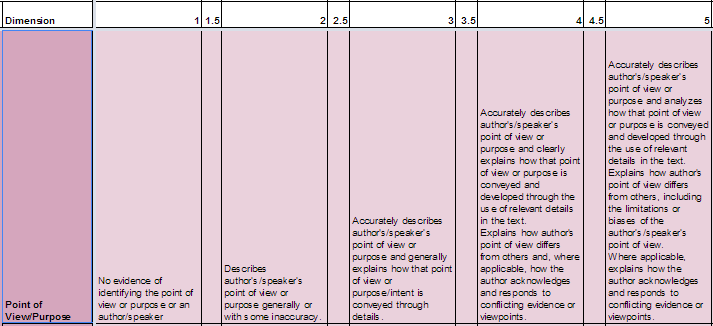 Dimension 1 1.5 2 2.5 3 3.5 4 4.5 5
Point of
View/Purpose
No evidence of
identifying the point of
view or purpose or an
author/speaker
Describes
author's/speaker's
point of view or
purpose generally or
with some inaccuracy.
Accurately describes
author's/speaker's
point of view or
purpose and generally
explains how that point
of view or
purpose/intent is
conveyed through
details.
Accurately describes
author's/speaker's
point of view or
purpose and clearly
explains how that point
of view or purpose is
conveyed and
developed through the
use of relevant details
in the text.
Explains how author's
point of view differs
from others and, where
applicable, how the
author acknowledges
and responds to
conflicting evidence or
viewpoints.
Accurately describes
author's/speaker's
point of view or
purpose and analyzes
how that point of view
or purpose is conveyed
and developed through
the use of relevant
details in the text.
Explains how author's
point of view differs
from others, including
the limitations or
biases of the
author's/speaker's
point of view.
Where applicable,
explains how the
author acknowledges
and responds to
conflicting evidence or
viewpoints.